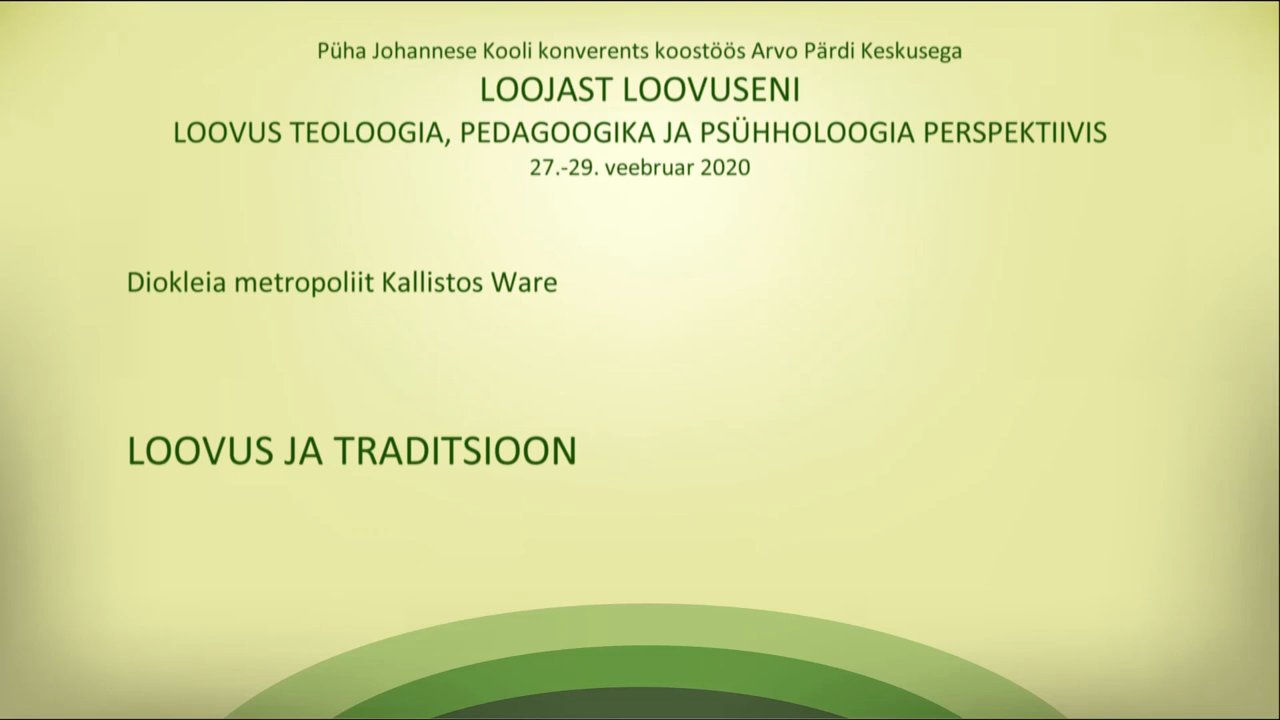 Püha Johannese Kooli konverents koostöös Arvo Pärdi Keskusega
LOOJAST LOOVUSENI
LOOVUS TEOLOOGIA, PEDAGOOGIKA JA PSÜHHOLOOGIA PERSPEKTIIVIS
27.-29. veebruar 2020
Diokleia metropoliit Kallistos Ware
LOOVUS JA TRADITSIOON